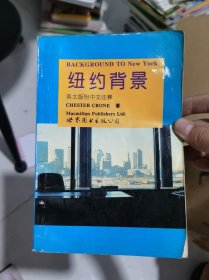 BACKGROUND TO New York
纽约背景
英文版附中文注释
CHESTER CRONE 著
Macmillan Publishers Ltd.
世界图书出版公司